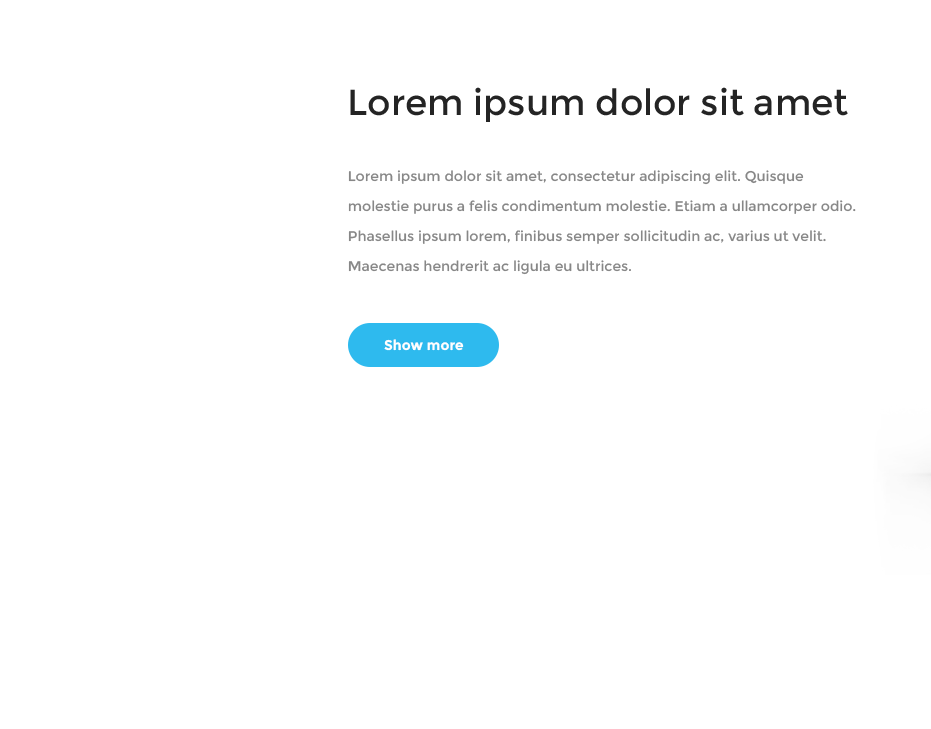 Lorem ipsum dolor sit amet
Lorem ipsum dolor sit amet, consectetur adipiscing elit. Quisque
molestie purus a felis condimentum molestie. Etiam a ullamcorper odio.
Phasellus ipsum lorem, finibus semper sollicitudin ac, varius ut velit.
Maecenas hendrerit ac ligula eu ultrices.
Show more